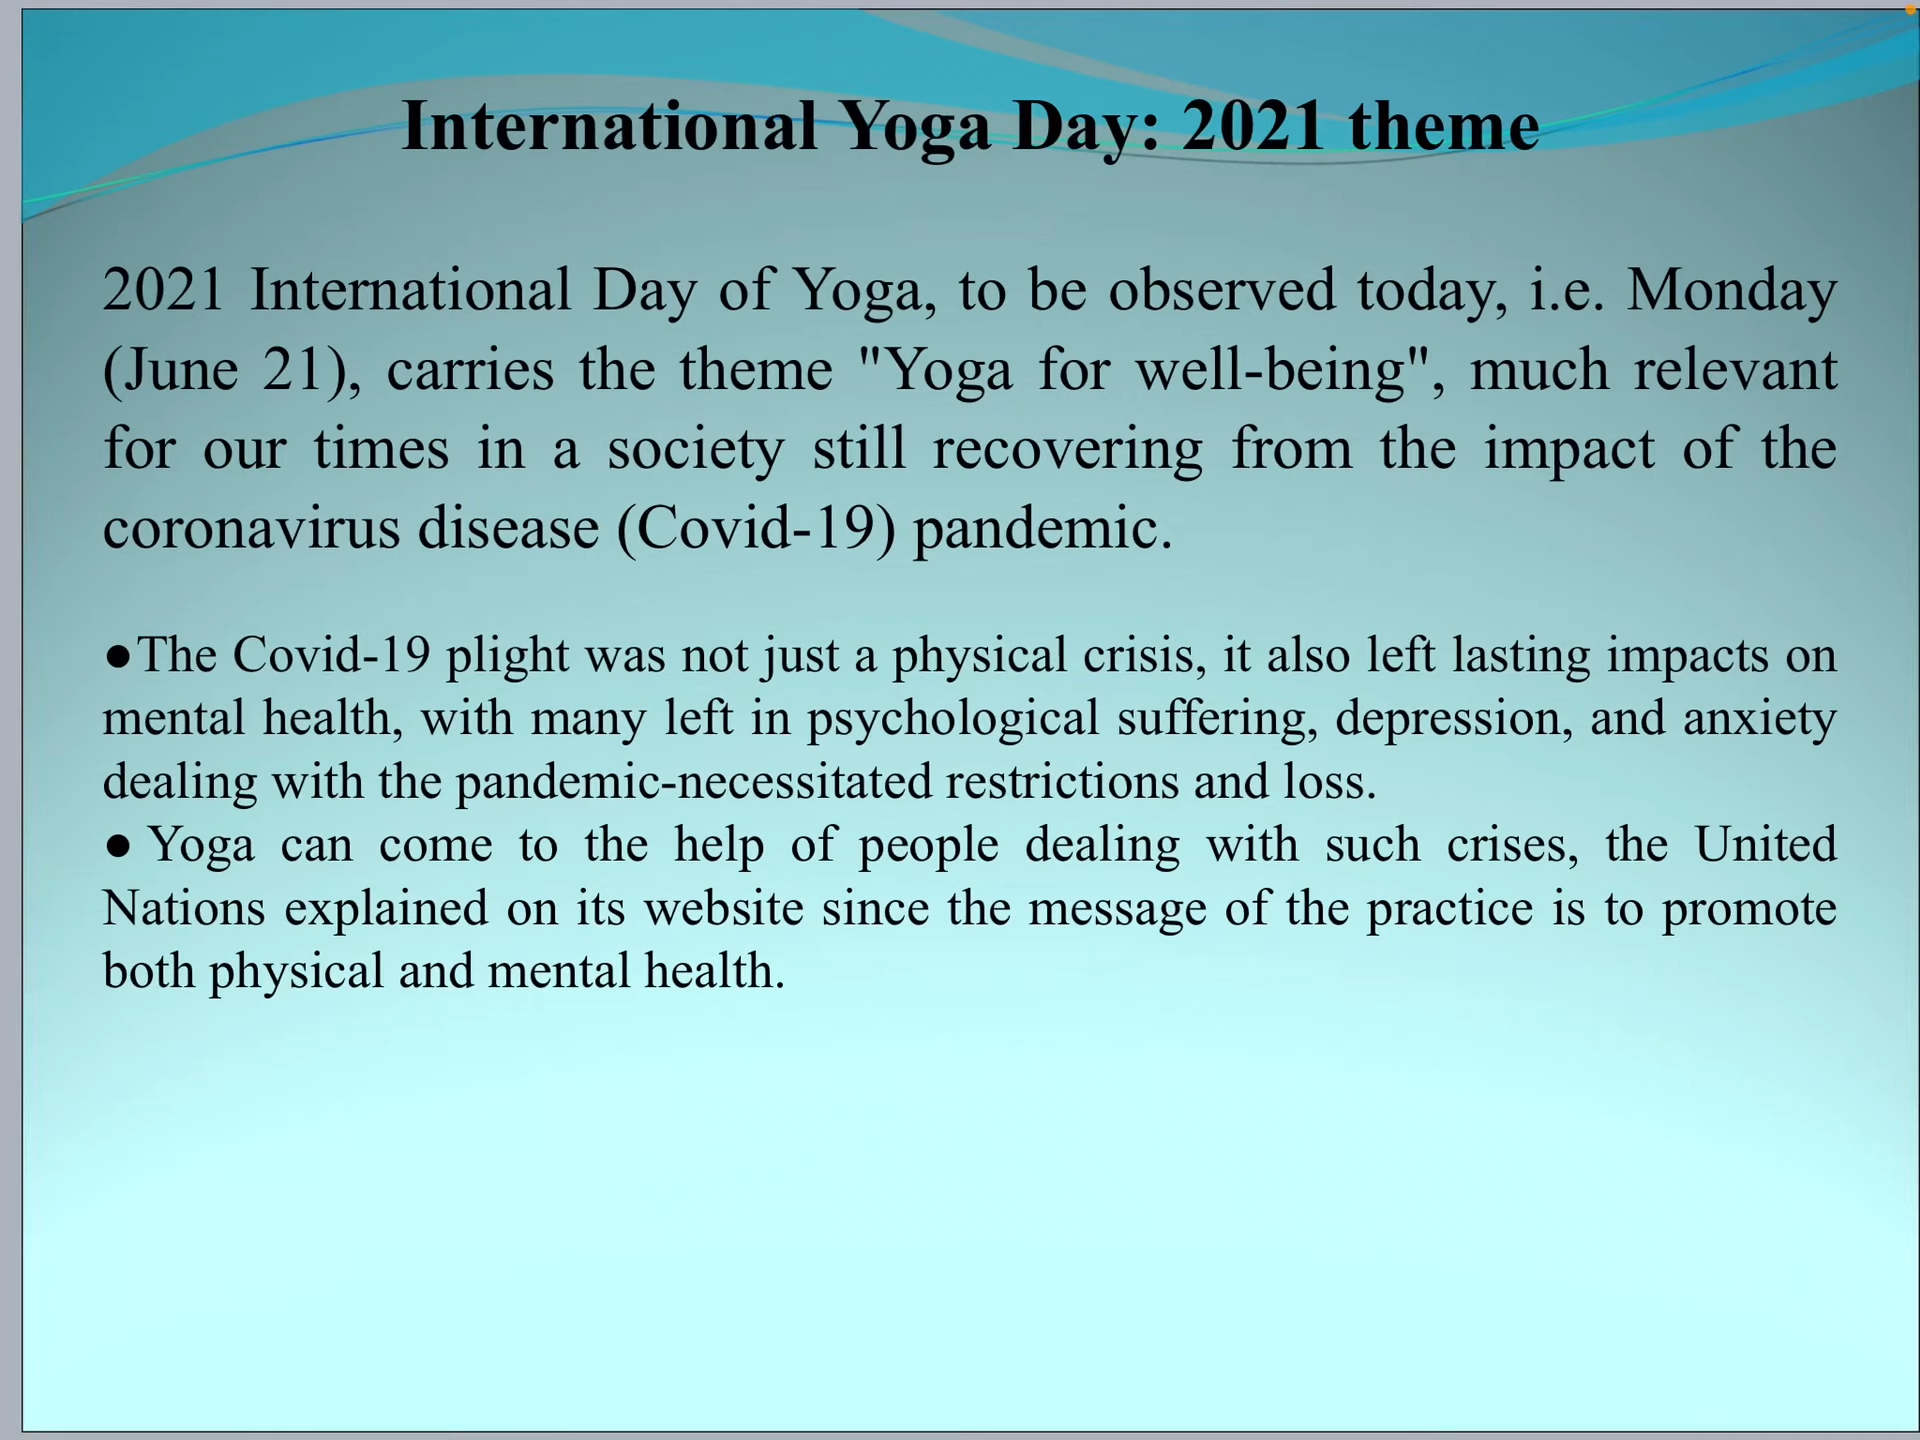 International Yoga Day: 2021 theme
2021 International Day of Yoga, to be observed today, i.e. Monday
(June 21), carries the theme "Yoga for well-being", much relevant
for our times in a society still recovering from the impact of the
coronavirus disease (Covid-19) pandemic.
●The Covid-19 plight was not just a physical crisis, it also left lasting impacts on
mental health, with many left in psychological suffering, depression, and anxiety
dealing with the pandemic-necessitated restrictions and loss.
● Yoga can come to the help of people dealing with such crises, the United
Nations explained on its website since the message of the practice is to promote
both physical and mental health.